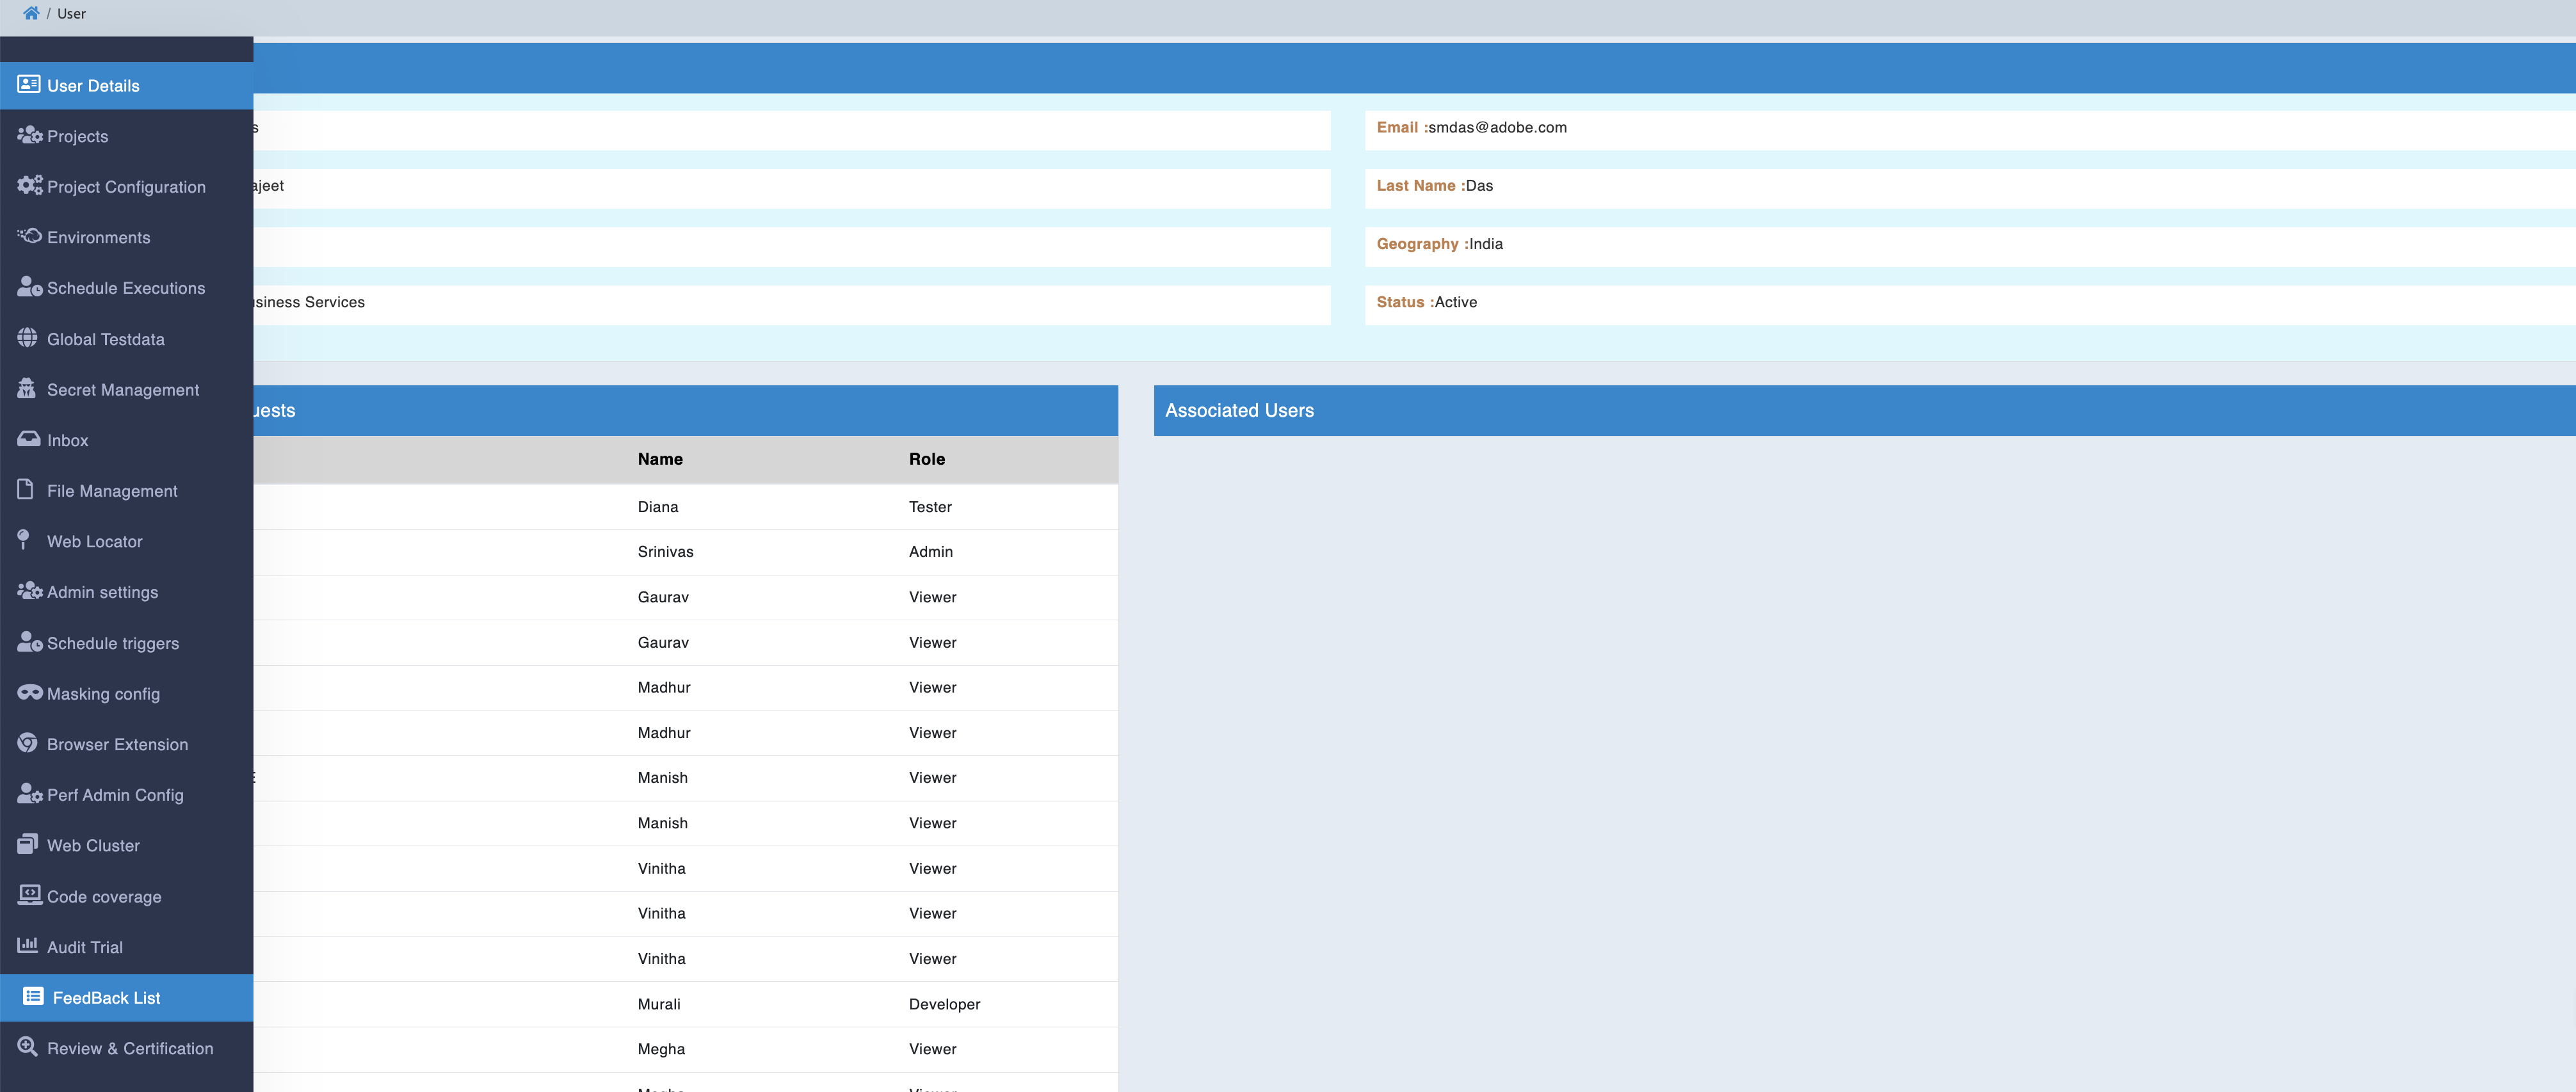 / User
User Details
Projects
Project Configuration
Environments
Schedule Executions
Global Testdata
Secret Management
Inbox
File Management
Web Locator
Admin settings
Schedule triggers
Masking config
Browser Extension
Perf Admin Config
Web Cluster
Code coverage
Audit Trial
FeedBack List
Review & Certification
Email :smdas@adobe.com
ajeet
Last Name :Das
Geography :India
usiness Services
Status :Active
uests
Name Role
Diana Tester
Srinivas Admin
Gaurav Viewer
Gaurav Viewer
Madhur Viewer
Madhur Viewer
Manish Viewer
Manish Viewer
Vinitha Viewer
Vinitha Viewer
Vinitha Viewer
Murali Developer
Megha Viewer
Associated Users